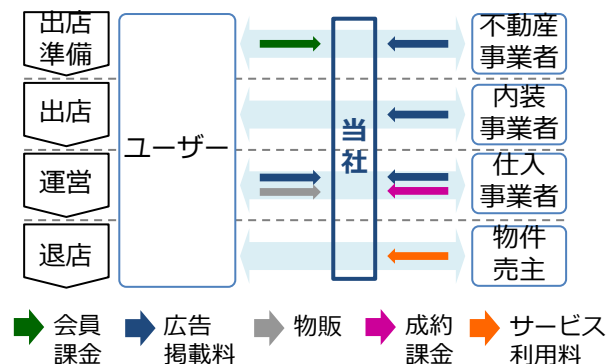 出店
準備
出店
運営
退店
ユーザー
当
社
不動産
事業者
内装
事業者
仕入
事業者
物件
売主
会員
課金
広告
掲載料
物販
成約
課金
サービス
利用料